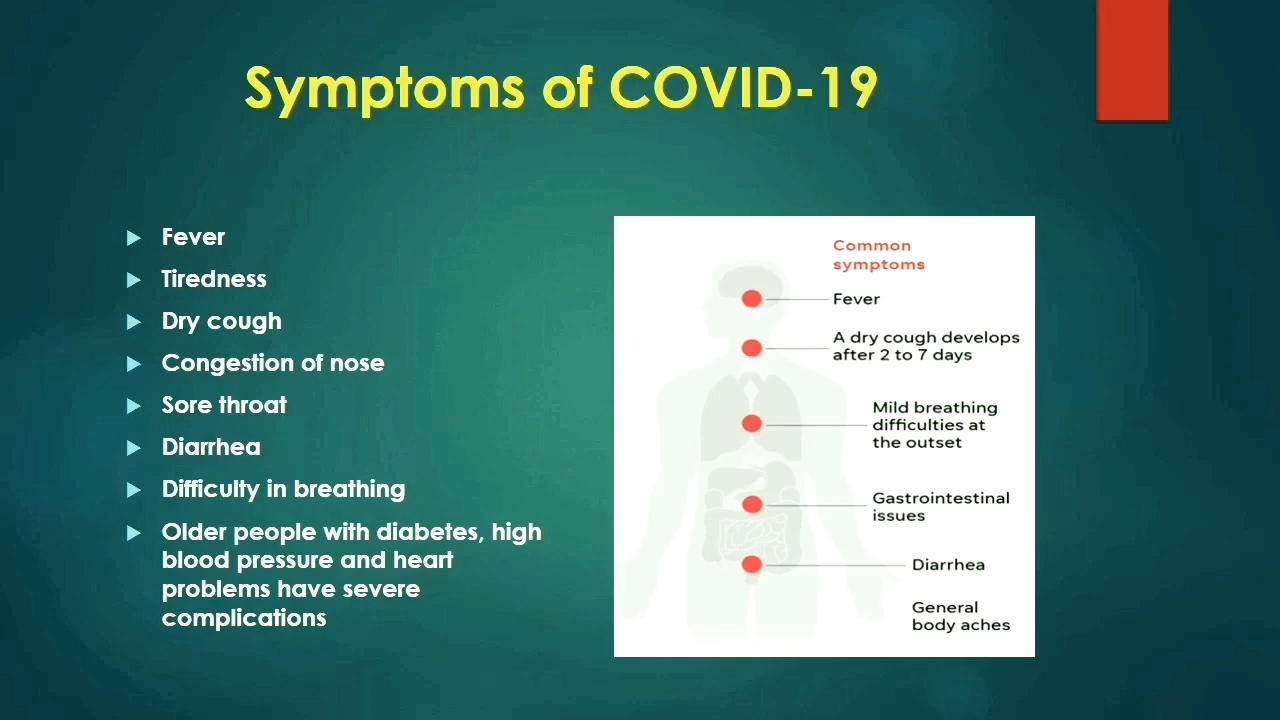 Symptoms of COVID-19
Fever
Tiredness
Dry cough
Congestion of nose
Sore throat
Diarrhea
Difficulty in breathing
Older people with diabetes, high
blood pressure and heart
problems have severe
complications
Common
symptoms
Fever
A dry cough develops
after 2 to 7 days
Mild breathing
difficulties at
the outset
Gastrointestinal
issues
Diarrhea
General
body aches